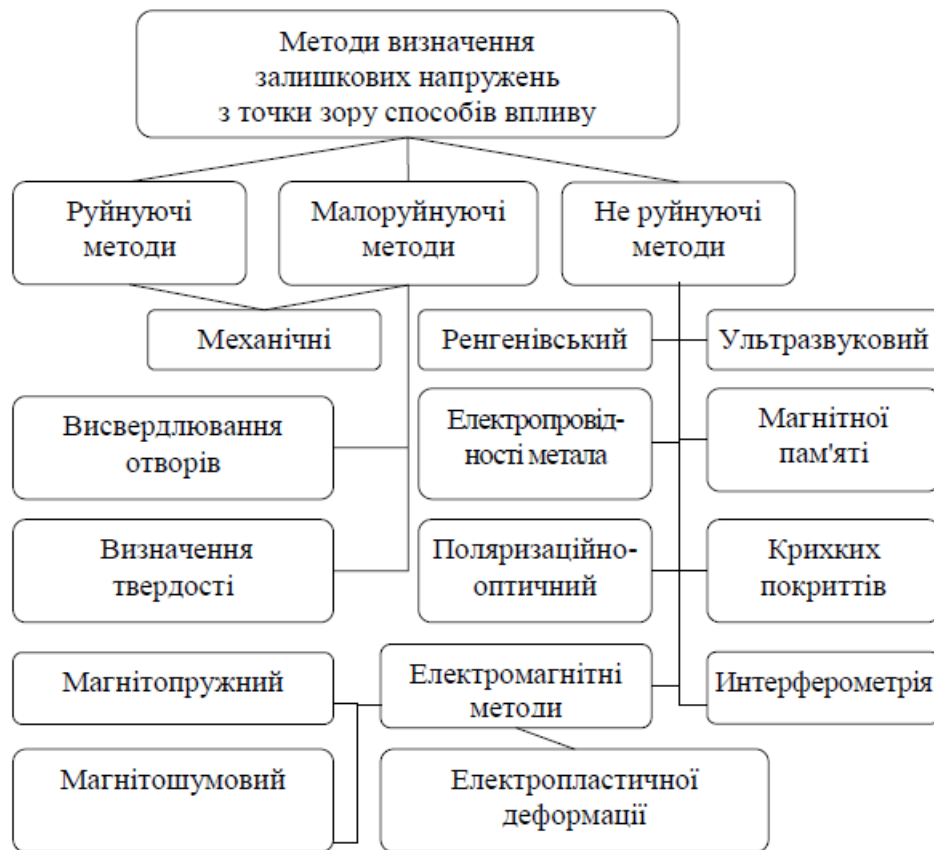 Методи визначення
залишкових напружень
з точки зору способів впливу
Руйнуючі
методи
Малоруйнуючі
методи
Не руйнуючі
методи
Механічні
Ренгенівський
Ультразвуковий
Висвердлювання
отворів
Електропровід-
ності метала
Магнітної
пам'яті
Визначення
твердості
Поляризаційно-
оптичний
Крихких
покриттів
Магнітопружний
Електромагнітні
методи
Интерферометрія
Магнітошумовий
Електропластичної
деформації